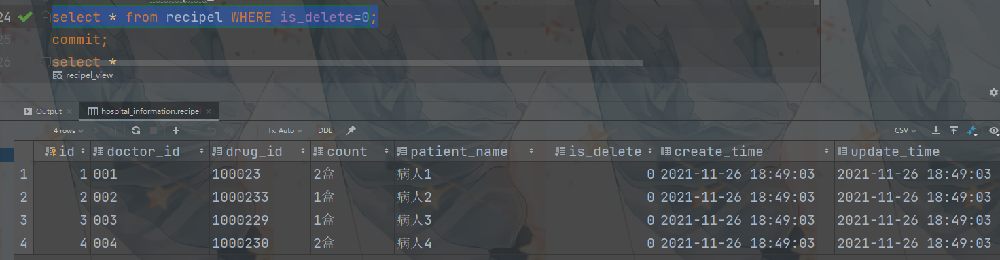 24 select * from recipel WHERE is_delete=0;
25 commit;
26 select *
recipel_view
Output hospital_information.recipel
4 rows Tx: Auto DDL CSV
id doctor_id drug_id count patient_name is_delete create_time update_time
1 1 001 100023 2盒 病人1 0 2021-11-26 18:49:03 2021-11-26 18:49:03
2 2 002 1000233 1盒 病人2 0 2021-11-26 18:49:03 2021-11-26 18:49:03
3 3 003 1000229 1盒 病人3 0 2021-11-26 18:49:03 2021-11-26 18:49:03
4 4 004 1000230 2盒 病人4 0 2021-11-26 18:49:03 2021-11-26 18:49:03